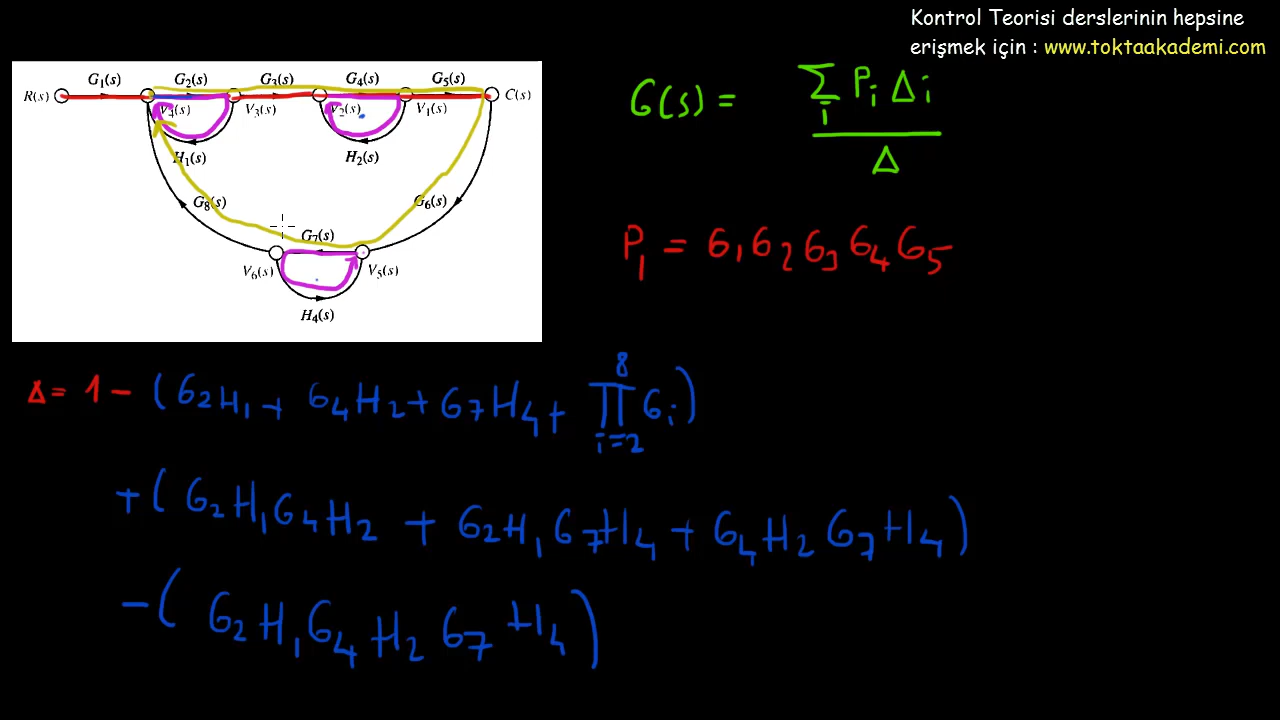 Kontrol Teorisi derslerinin hepsine
erişmek için : www.toktaakademi.com
G₁(s) G₂(s) G₃(s) G₄(s) G₅(s)
R(s) V₄(s) V₃(s) V₂(s) V₁(s) C(s)
H₁(s) H₂(s)
G₈(s) G₆(s)
G₇(s)
V₆(s) V₅(s)
H₄(s)
G(s) = ∑ᵢ Pᵢ Δᵢ / Δ
P₁ = G₁G₂G₃G₄G₅
Δ = 1 - (G₂H₁ + G₄H₂ + G₇H₄ + ∏ᵢ₌₂⁸ Gᵢ)
+ (G₂H₁G₄H₂ + G₂H₁G₇H₄ + G₄H₂G₇H₄)
- (G₂H₁G₄H₂G₇H₄)